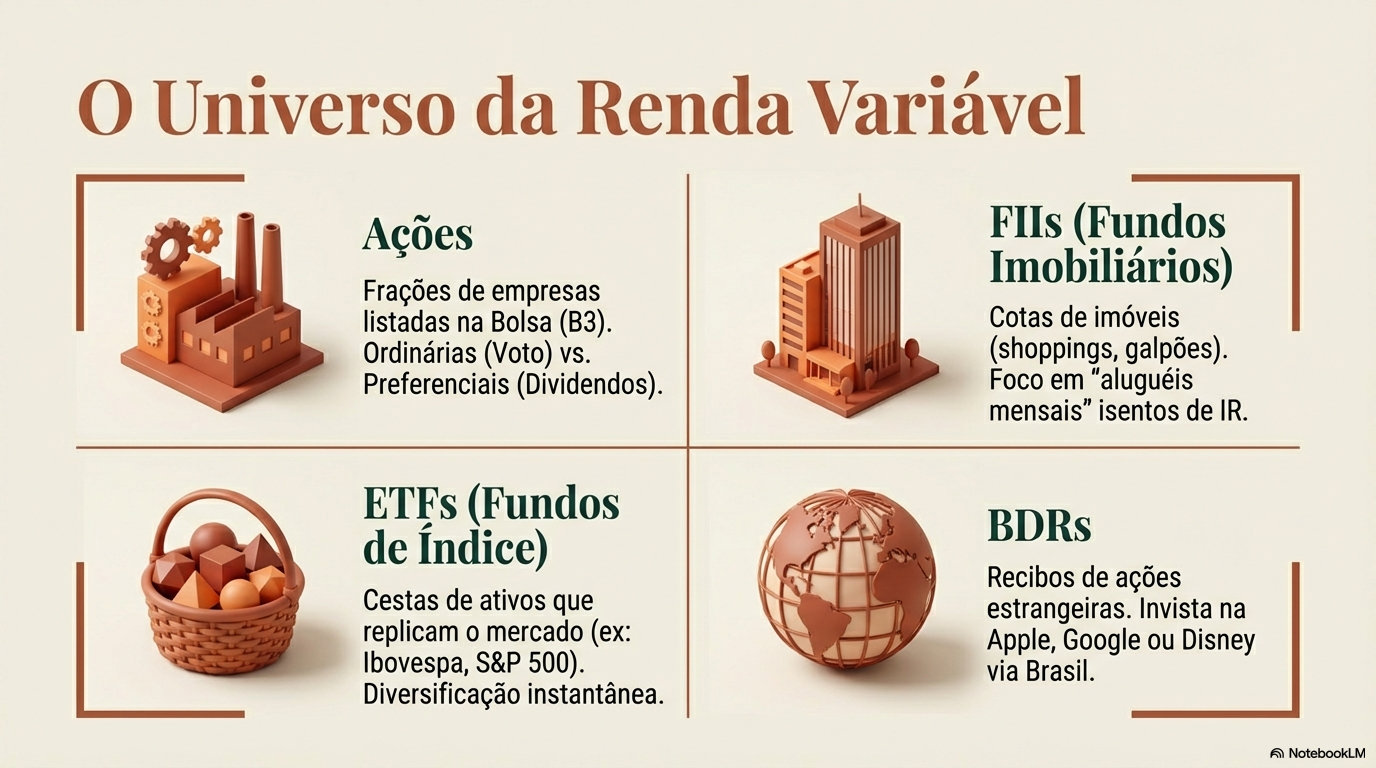 O Universo da Renda Variável
Ações
Frações de empresas
listadas na Bolsa (B3).
Ordinárias (Voto) vs.
Preferenciais (Dividendos).
FIIs (Fundos
Imobiliários)
Cotas de imóveis
(shoppings, galpões).
Foco em “aluguéis
mensais” isentos de IR.
ETFs (Fundos
de Índice)
Cestas de ativos que
replicam o mercado (ex:
Ibovespa, S&P 500).
Diversificação instantânea.
BDRs
Recibos de ações
estrangeiras. Invista na
Apple, Google ou Disney
via Brasil.
NotebookLM